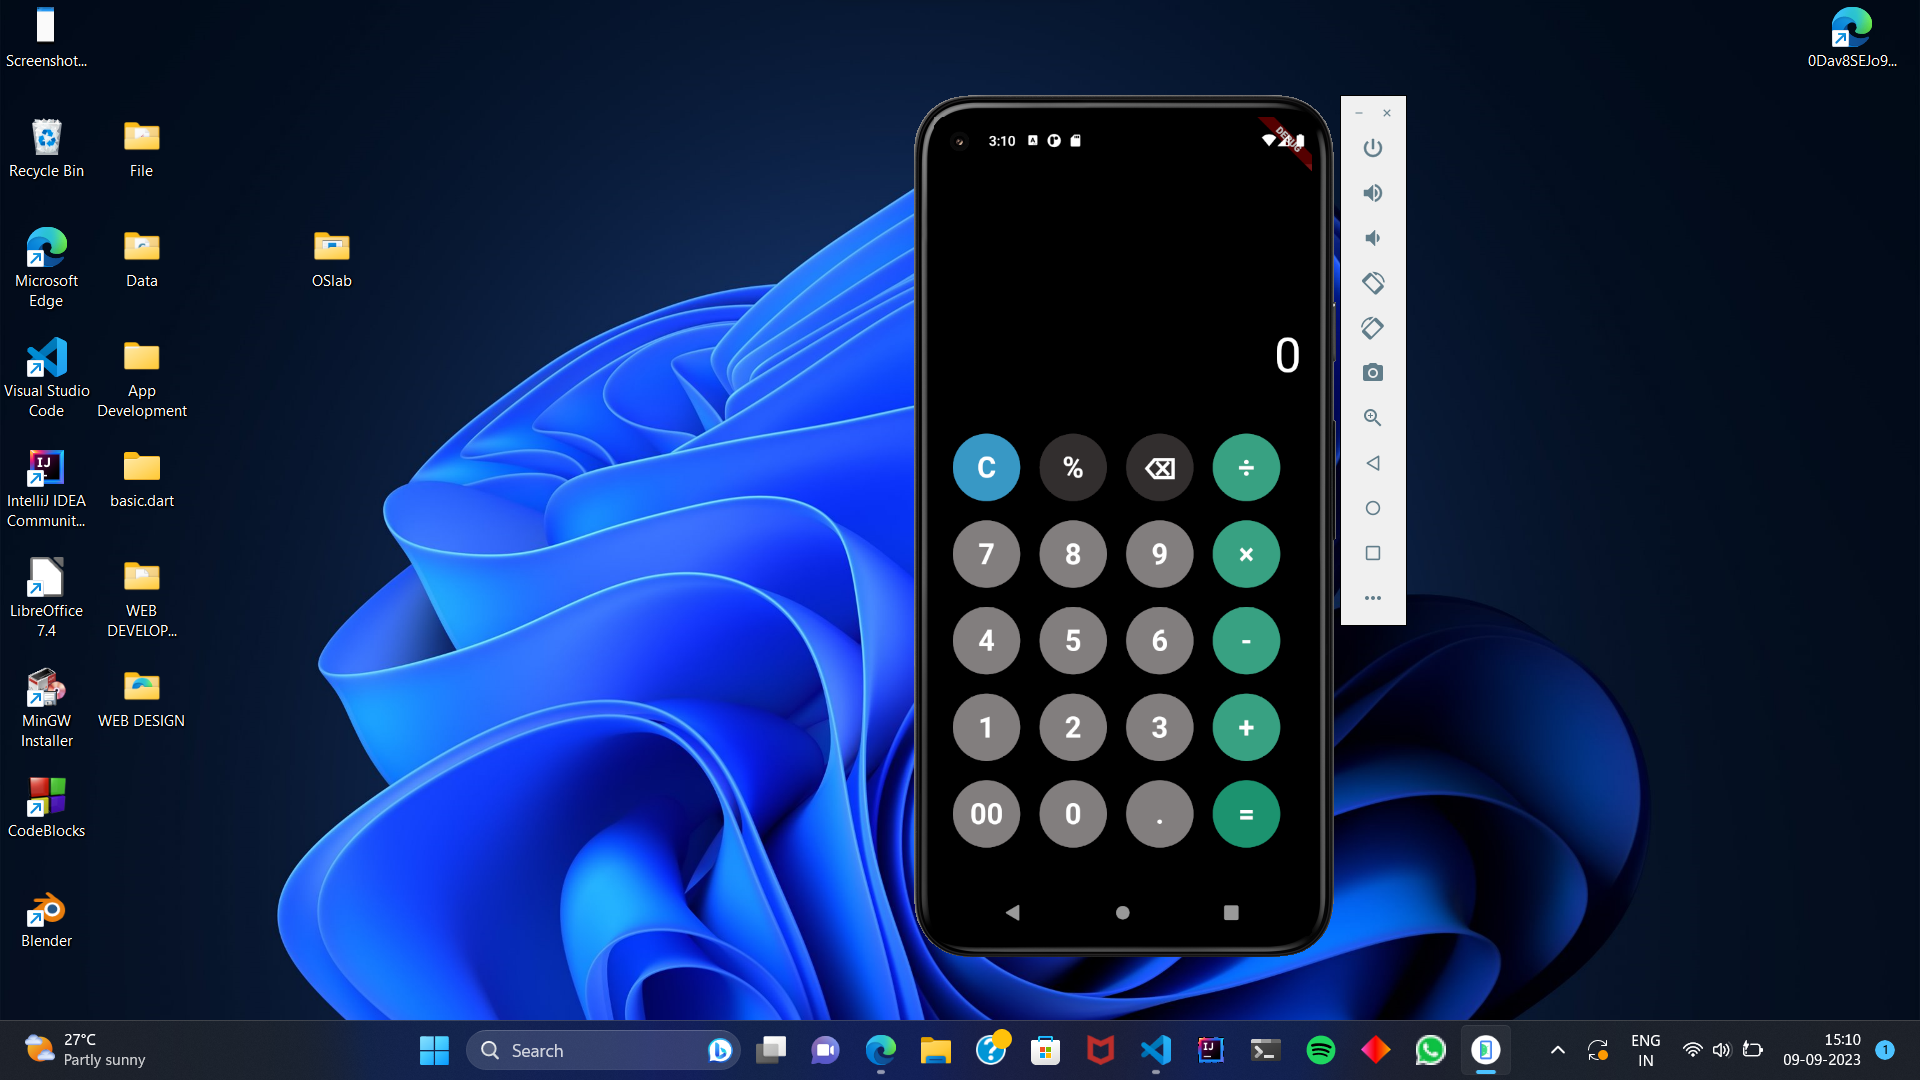 Screenshot...
0Dav8SEJo9...
Recycle Bin
File
Microsoft
Edge
Data
OSlab
Visual Studio
Code
App
Development
IntelliJ IDEA
Communit...
basic.dart
LibreOffice
7.4
WEB
DEVELOP...
MinGW
Installer
WEB DESIGN
CodeBlocks
Blender
3:10
DEBUG
0
C % ÷
7 8 9 ×
4 5 6 -
1 2 3 +
00 0 . =
27°C
Partly sunny
Search
ENG
IN
15:10
09-09-2023
1